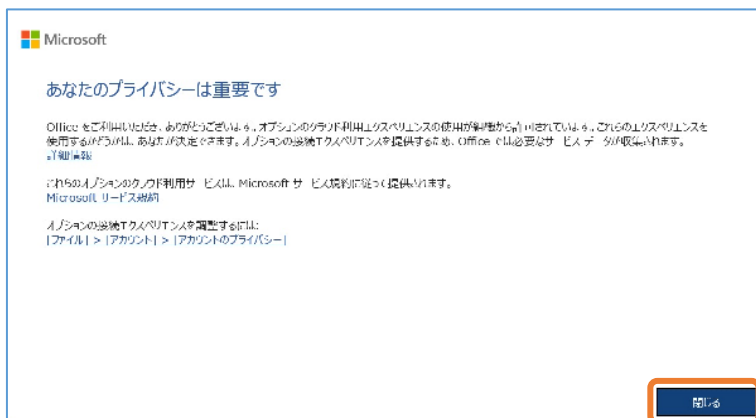 Microsoft
あなたのプライバシーは重要です
Office をご利用いただき、ありがとうございます。オプションのクラウド利用エクスペリエンスの使用が組織から許可されています。これらのエクスペリエンスを
使用するかどうかは、あなたが決定できます。オプションの接続エクスペリエンスを提供するため、Office では必要なサービス データが収集されます。
詳細情報
これらのオプションのクラウド利用サービスは、Microsoft サービス規約に従って提供されます。
Microsoft サービス規約
オプションの接続エクスペリエンスを調整するには:
[ファイル] > [アカウント] > [アカウントのプライバシー]
閉じる